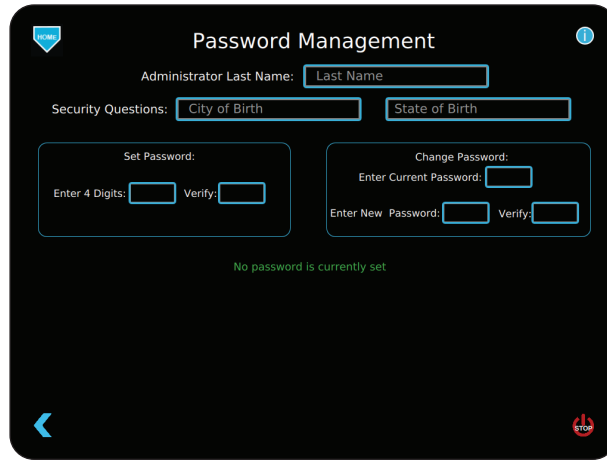 HOME
Password Management
i
Administrator Last Name: Last Name
Security Questions: City of Birth State of Birth
Set Password:
Enter 4 Digits: Verify:
Change Password:
Enter Current Password:
Enter New Password: Verify:
No password is currently set
STOP